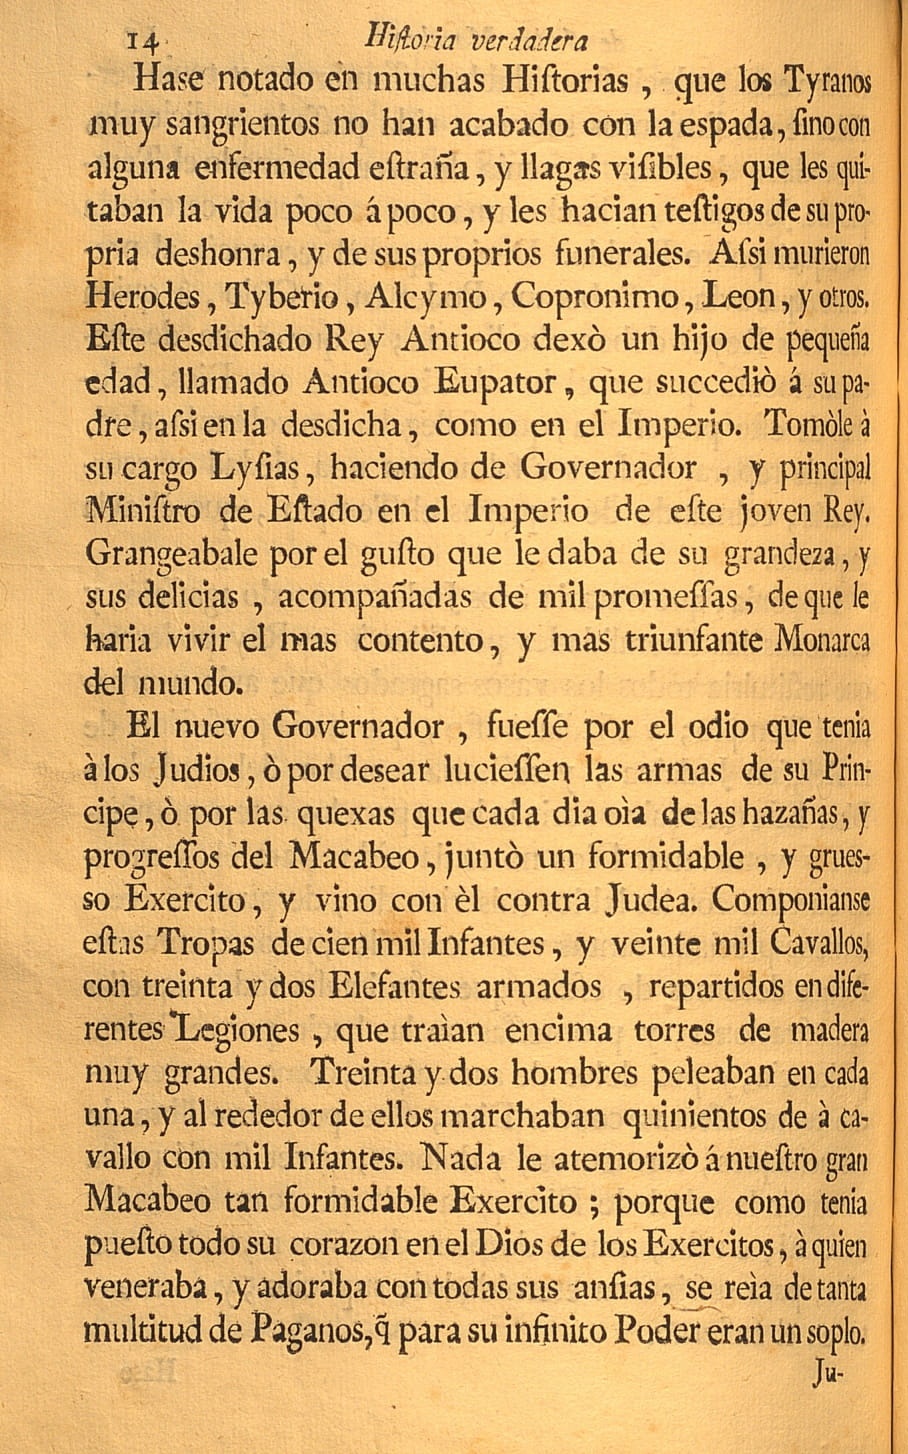 14 Hiſtoria verdadera
Hase notado en muchas Hiſtorias , que los Tyranos
muy sangrientos no han acabado con la espada, ſino con
alguna enfermedad eſtraña, y llagas viſibles, que les qui-
taban la vida poco á poco, y les hacian teſtigos de su pro-
pria deshonra, y de sus proprios funerales. Aſsi murieron
Herodes, Tyberio, Alcymo, Copronimo, Leon, y otros.
Eſte desdichado Rey Antioco dexò un hijo de pequeña
edad, llamado Antioco Eupator, que succediò á su pa-
dre, aſsi en la desdicha, como en el Imperio. Tomòle à
su cargo Lyſias, haciendo de Governador , y principal
Miniſtro de Eſtado en el Imperio de eſte joven Rey.
Grangeabale por el guſto que le daba de su grandeza, y
sus delicias , acompañadas de mil promeſſas, de que le
haria vivir el mas contento, y mas triunfante Monarca
del mundo.
El nuevo Governador , fueſſe por el odio que tenia
à los Judios, ò por desear lucieſſen las armas de su Prin-
cipe, ò por las quexas que cada dia oìa de las hazañas, y
progreſſos del Macabeo, juntò un formidable , y grues-
so Exercito, y vino con èl contra Judea. Componianse
eſtas Tropas de cien mil Infantes, y veinte mil Cavallos,
con treinta y dos Elefantes armados , repartidos en dife-
rentes Legiones , que traìan encima torres de madera
muy grandes. Treinta y dos hombres peleaban en cada
una, y al rededor de ellos marchaban quinientos de à ca-
vallo con mil Infantes. Nada le atemorizò á nueſtro gran
Macabeo tan formidable Exercito ; porque como tenia
pueſto todo su corazon en el Dios de los Exercitos, à quien
veneraba, y adoraba con todas sus anſias, se reìa de tanta
multitud de Paganos, q̃ para su infinito Poder eran un soplo.
Ju-